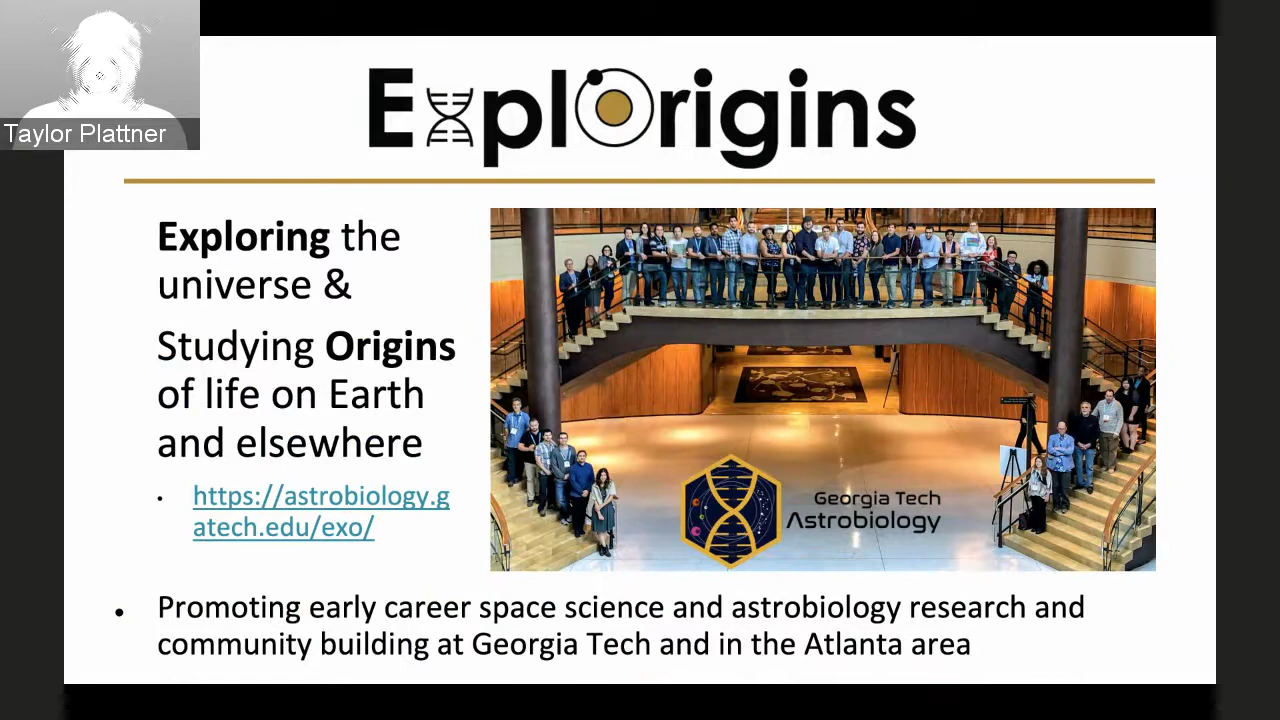 ExplOrigins
Taylor Plattner
Exploring the
universe &
Studying Origins
of life on Earth
and elsewhere
• https://astrobiology.g
atech.edu/exo/
Georgia Tech
Astrobiology
• Promoting early career space science and astrobiology research and
community building at Georgia Tech and in the Atlanta area